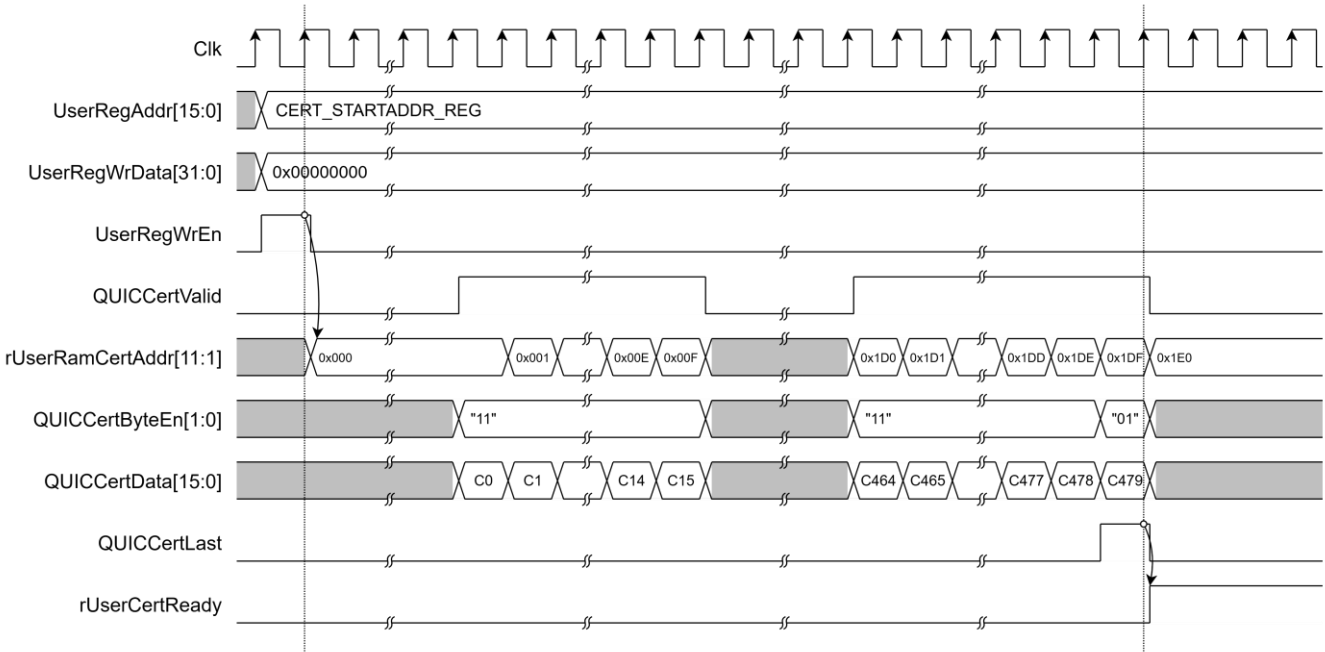 Clk
UserRegAddr[15:0] CERT_STARTADDR_REG
UserRegWrData[31:0] 0x00000000
UserRegWrEn
QUICCertValid
rUserRamCertAddr[11:1] 0x000 0x001 0x00E 0x00F 0x1D0 0x1D1 0x1DD 0x1DE 0x1DF 0x1E0
QUICCertByteEn[1:0] "11" "11" "01"
QUICCertData[15:0] C0 C1 C14 C15 C464 C465 C477 C478 C479
QUICCertLast
rUserCertReady